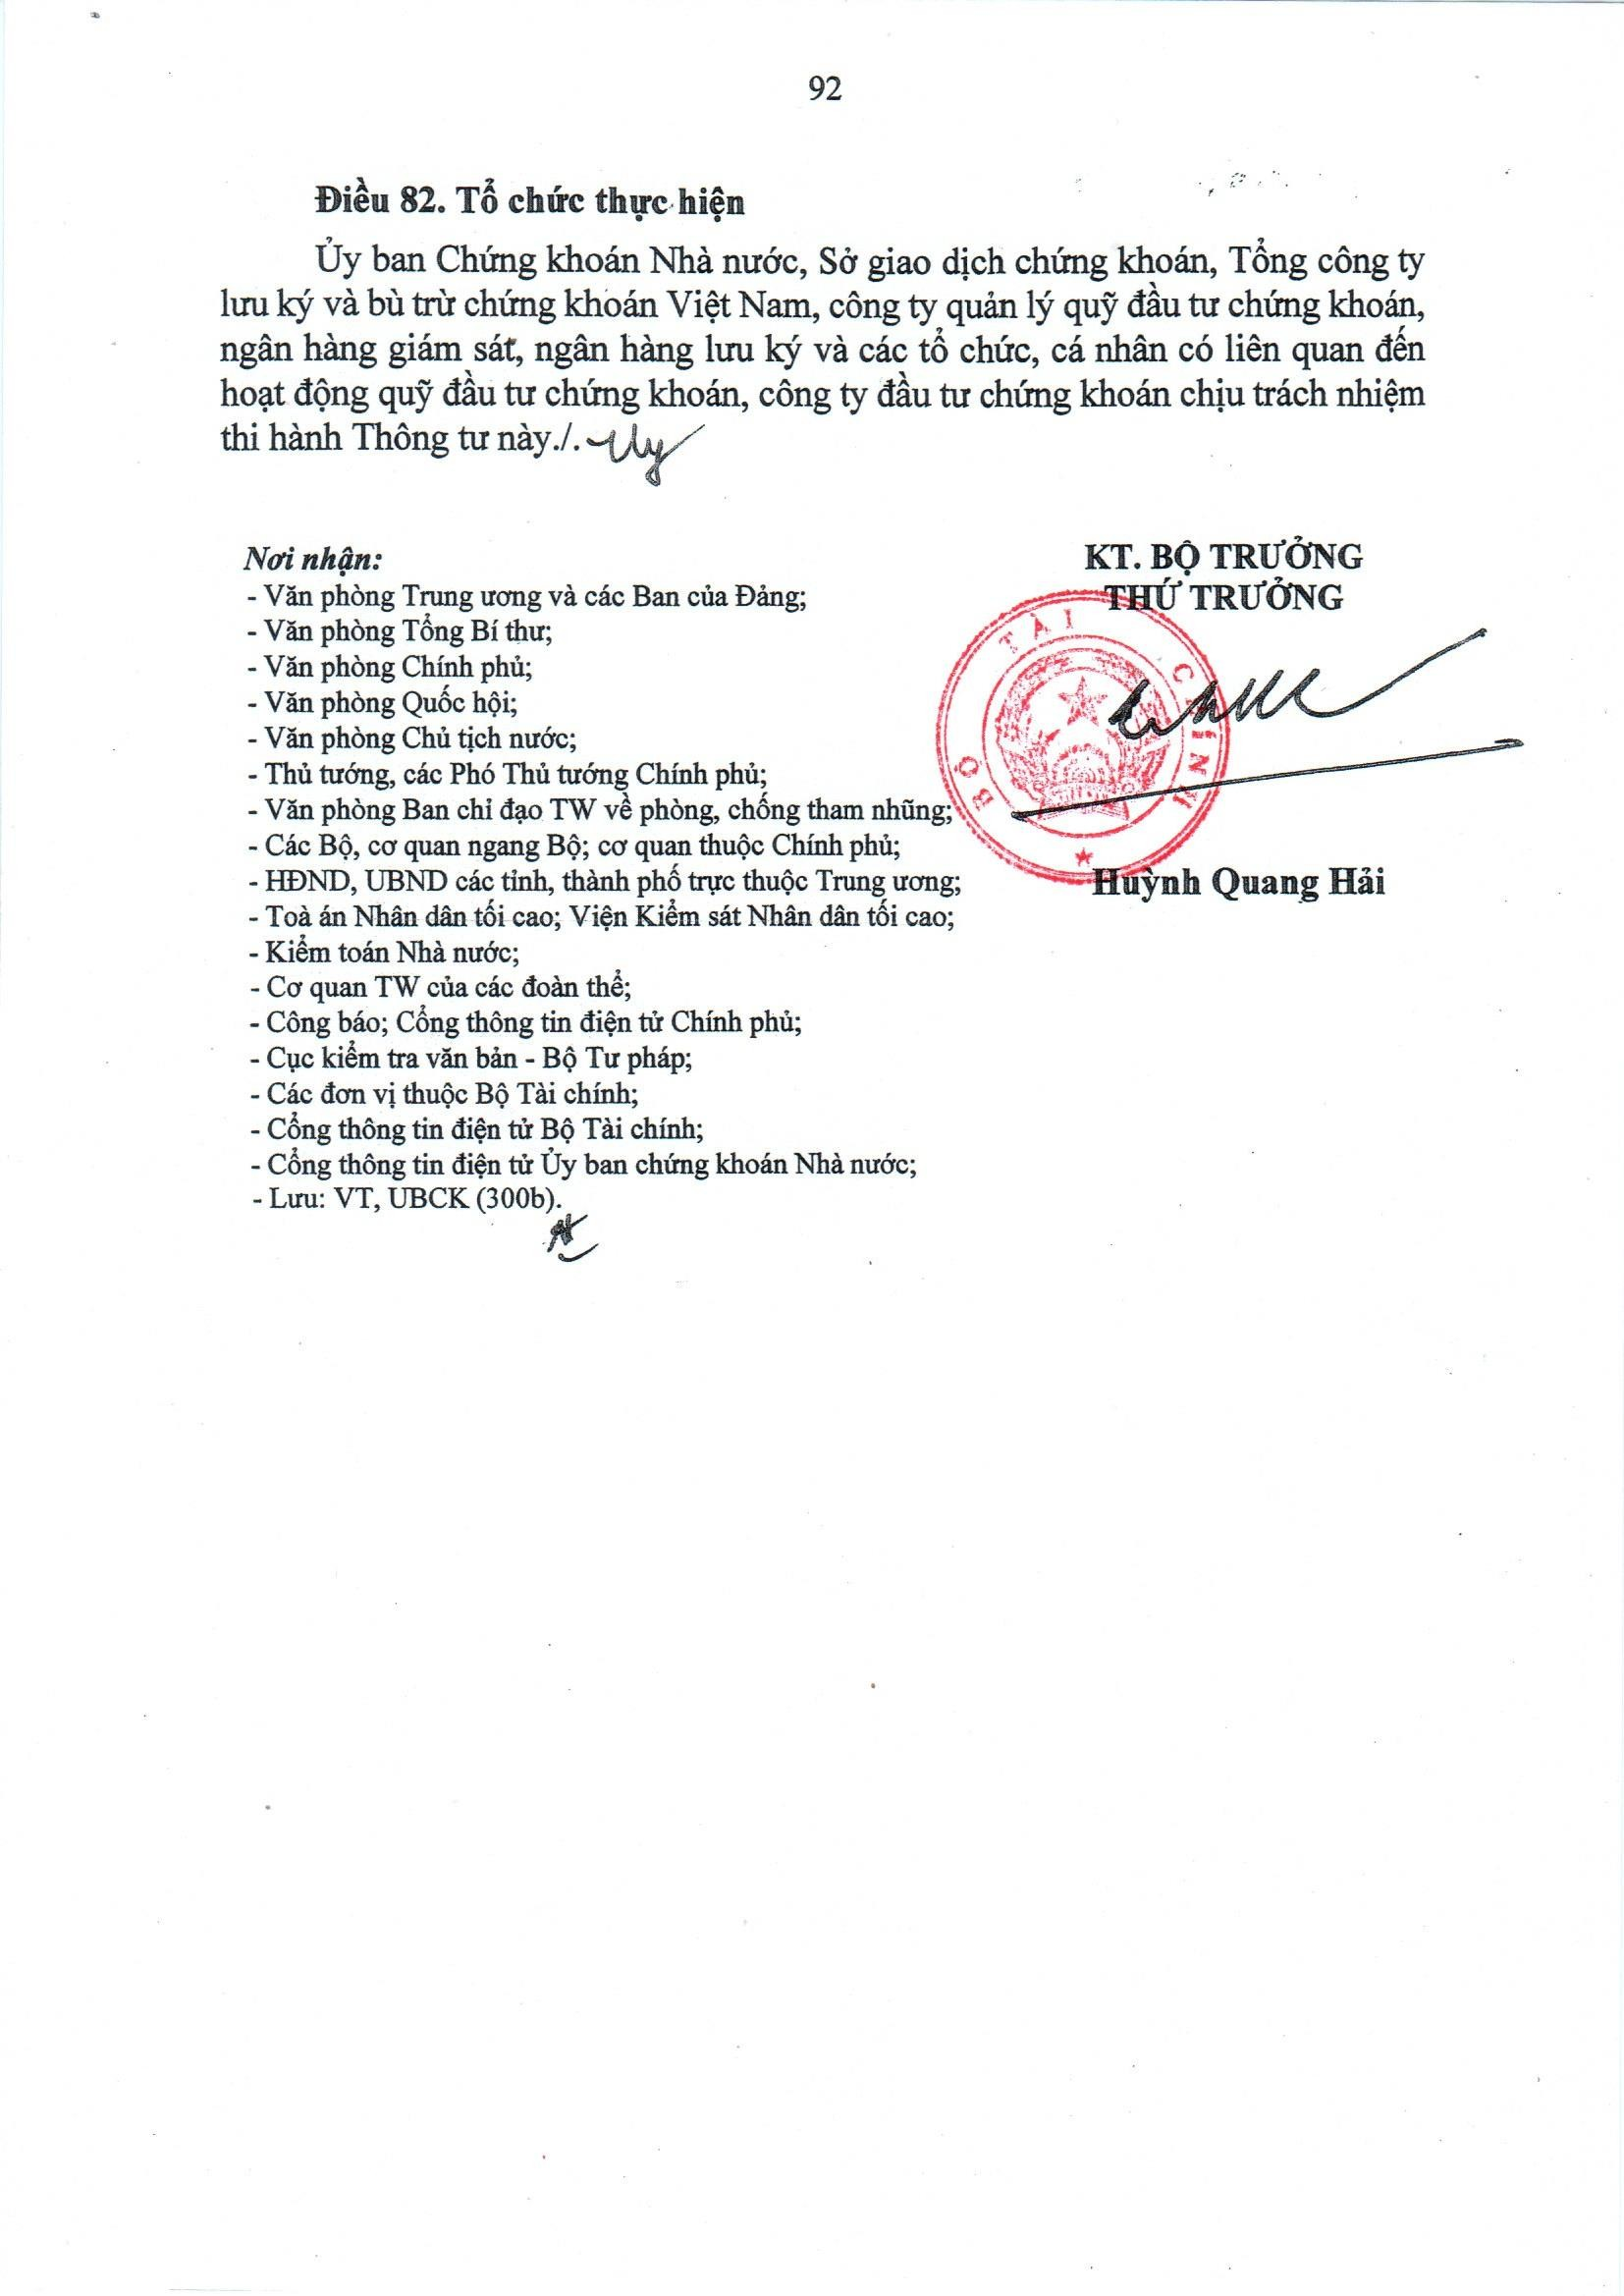 92
Điều 82. Tổ chức thực hiện
Ủy ban Chứng khoán Nhà nước, Sở giao dịch chứng khoán, Tổng công ty
lưu ký và bù trừ chứng khoán Việt Nam, công ty quản lý quỹ đầu tư chứng khoán,
ngân hàng giám sát, ngân hàng lưu ký và các tổ chức, cá nhân có liên quan đến
hoạt động quỹ đầu tư chứng khoán, công ty đầu tư chứng khoán chịu trách nhiệm
thi hành Thông tư này./.
Nơi nhận:
- Văn phòng Trung ương và các Ban của Đảng;
- Văn phòng Tổng Bí thư;
- Văn phòng Chính phủ;
- Văn phòng Quốc hội;
- Văn phòng Chủ tịch nước;
- Thủ tướng, các Phó Thủ tướng Chính phủ;
- Văn phòng Ban chỉ đạo TW về phòng, chống tham nhũng;
- Các Bộ, cơ quan ngang Bộ; cơ quan thuộc Chính phủ;
- HĐND, UBND các tỉnh, thành phố trực thuộc Trung ương;
- Toà án Nhân dân tối cao; Viện Kiểm sát Nhân dân tối cao;
- Kiểm toán Nhà nước;
- Cơ quan TW của các đoàn thể;
- Công báo; Cổng thông tin điện tử Chính phủ;
- Cục kiểm tra văn bản - Bộ Tư pháp;
- Các đơn vị thuộc Bộ Tài chính;
- Cổng thông tin điện tử Bộ Tài chính;
- Cổng thông tin điện tử Ủy ban chứng khoán Nhà nước;
- Lưu: VT, UBCK (300b).
KT. BỘ TRƯỞNG
THỨ TRƯỞNG
BỘ TÀI CHÍNH
Huỳnh Quang Hải